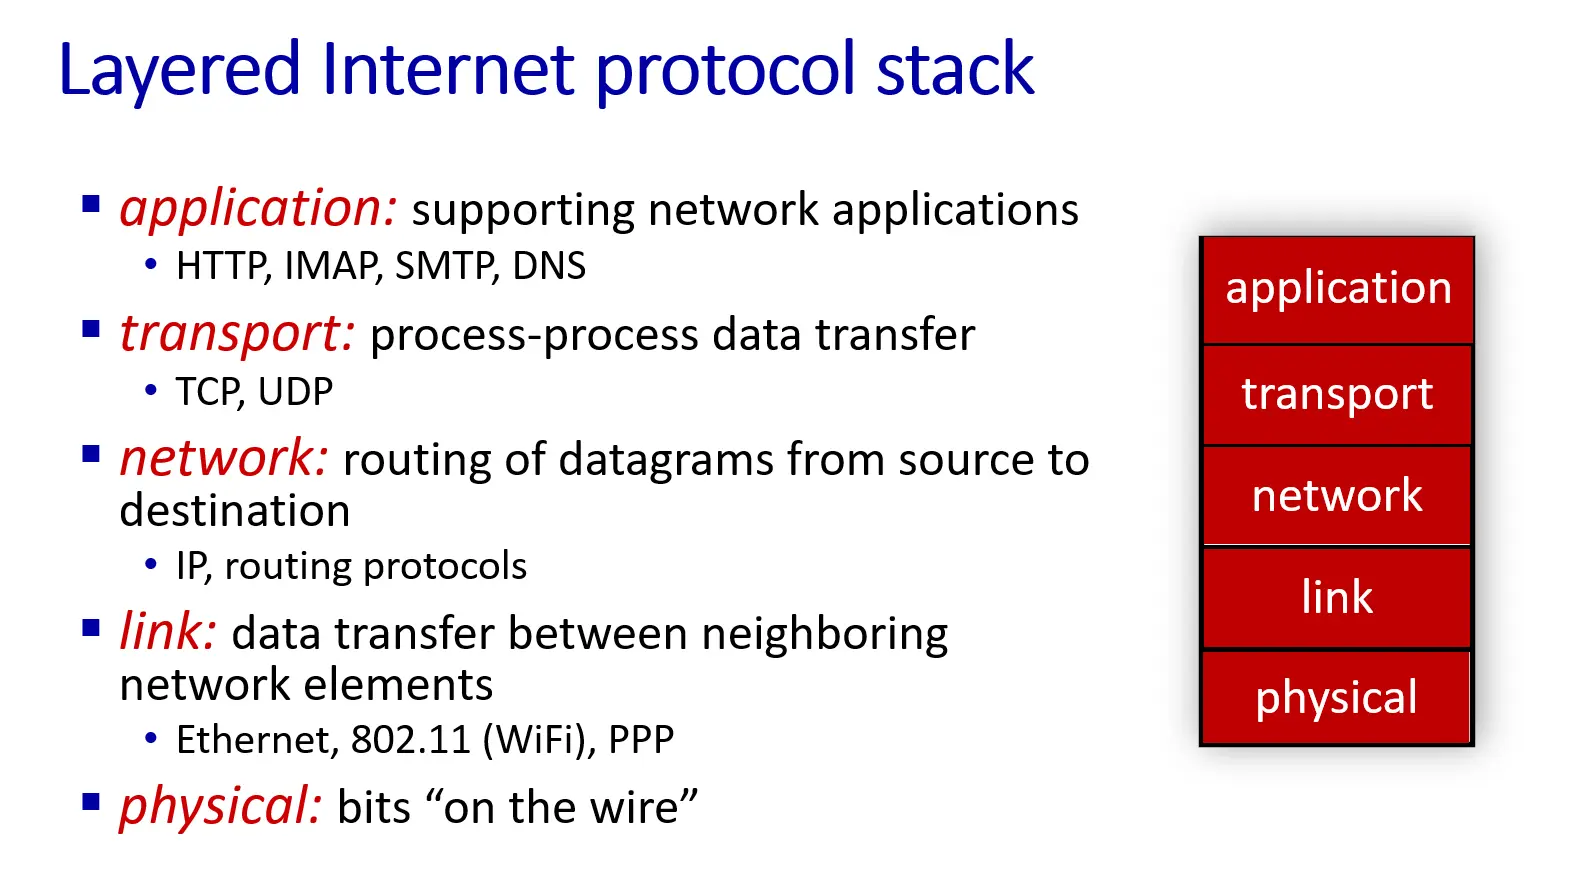 Layered Internet protocol stack
▪ application: supporting network applications
• HTTP, IMAP, SMTP, DNS
▪ transport: process-process data transfer
• TCP, UDP
▪ network: routing of datagrams from source to
destination
• IP, routing protocols
▪ link: data transfer between neighboring
network elements
• Ethernet, 802.11 (WiFi), PPP
▪ physical: bits “on the wire”
application
transport
network
link
physical